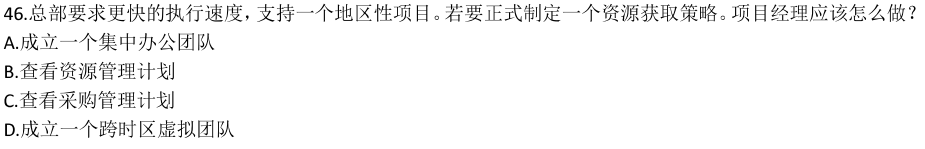 46.总部要求更快的执行速度，支持一个地区性项目。若要正式制定一个资源获取策略。项目经理应该怎么做？
A.成立一个集中办公团队
B.查看资源管理计划
C.查看采购管理计划
D.成立一个跨时区虚拟团队